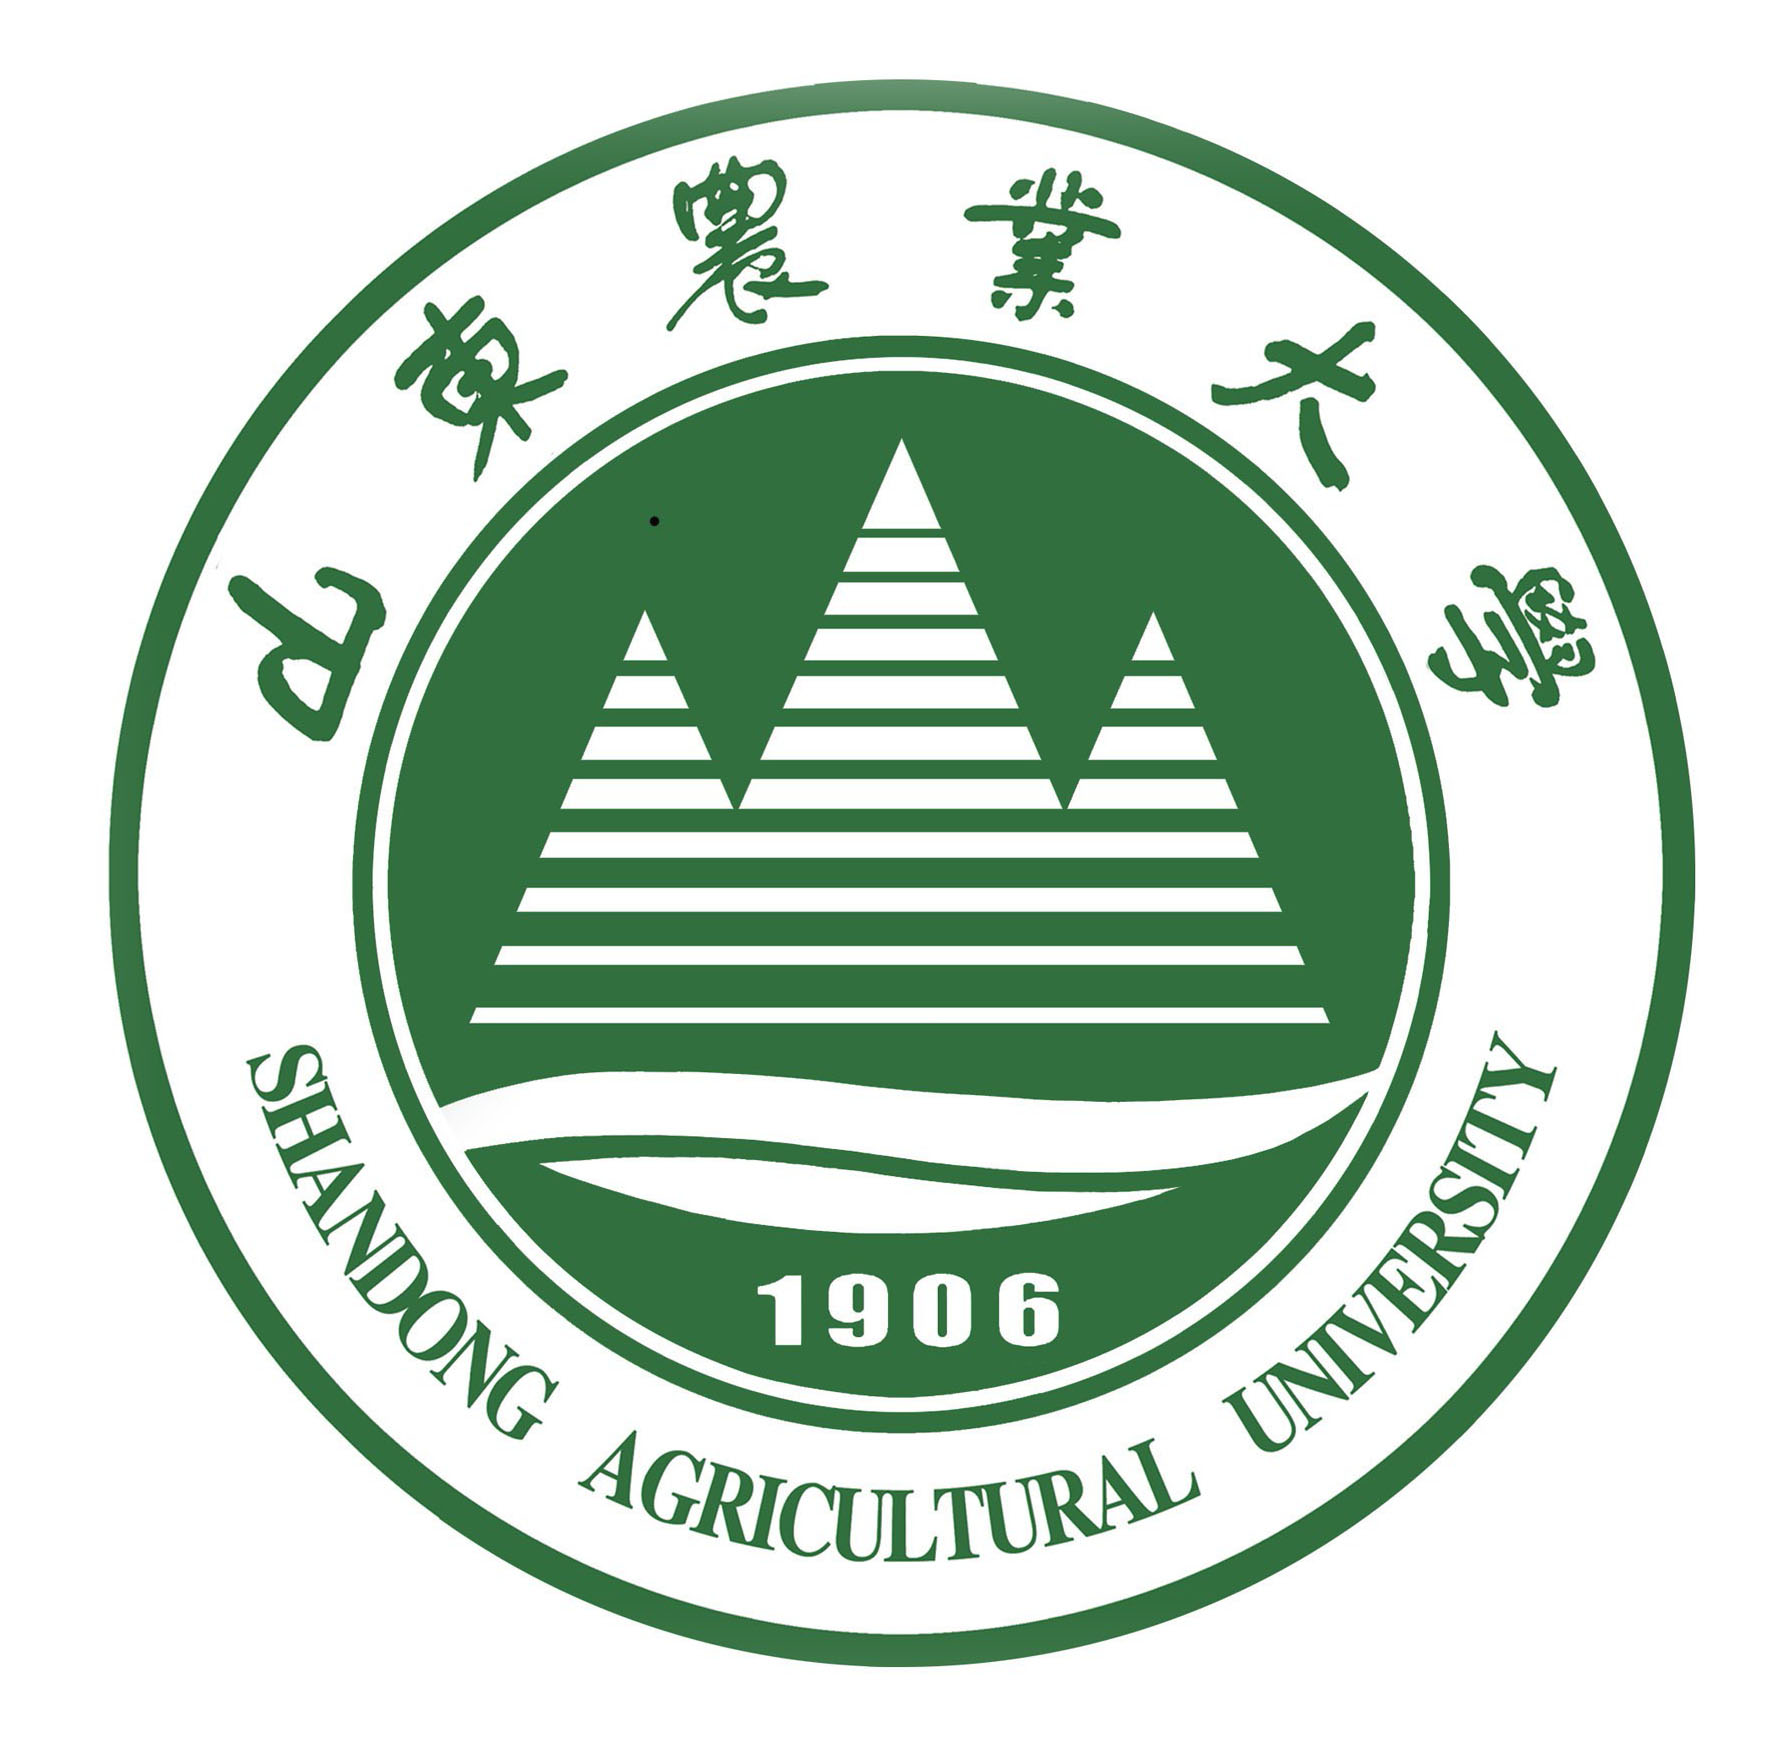 山東農業大學
1906
SHANDONG AGRICULTURAL UNIVERSITY